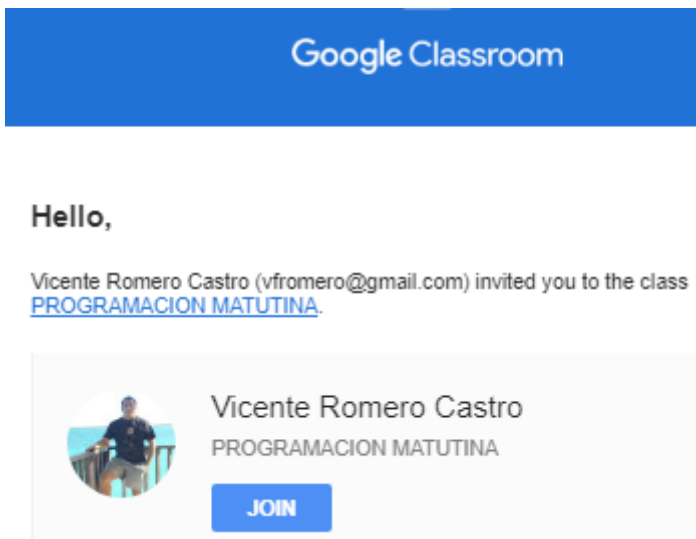 Google Classroom
Hello,
Vicente Romero Castro (vfromero@gmail.com) invited you to the class
PROGRAMACION MATUTINA.
Vicente Romero Castro
PROGRAMACION MATUTINA
JOIN